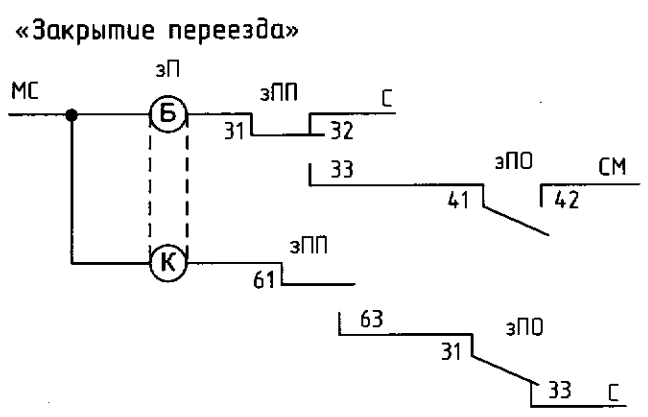 «Закрытие переезда»
зП
МС
Б
зПП
С
31
32
33
зПО
СМ
41
42
К
зПП
61
63
зПО
31
33
С